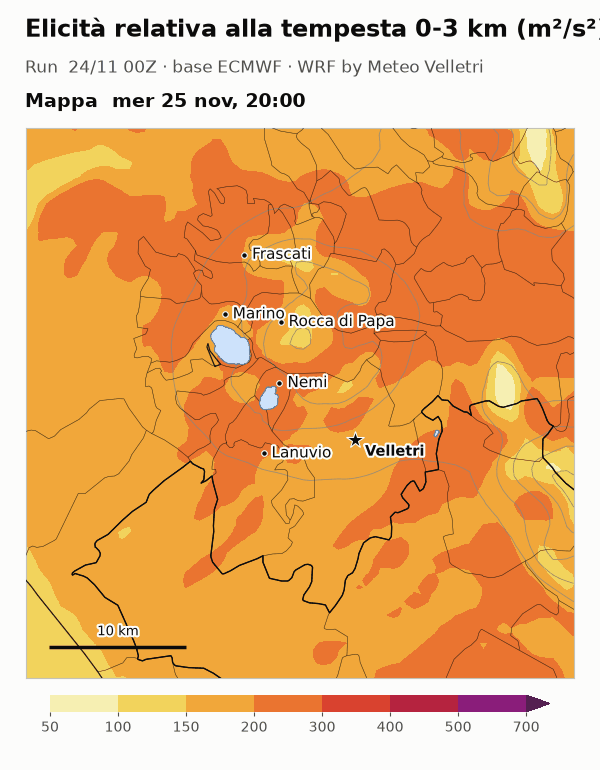 Elicità relativa alla tempesta 0-3 km (m²/s²)
Run 24/11 00Z · base ECMWF · WRF by Meteo Velletri
Mappa mer 25 nov, 20:00
Frascati
Marino
Rocca di Papa
Nemi
Velletri
Lanuvio
10 km
50 100 150 200 300 400 500 700